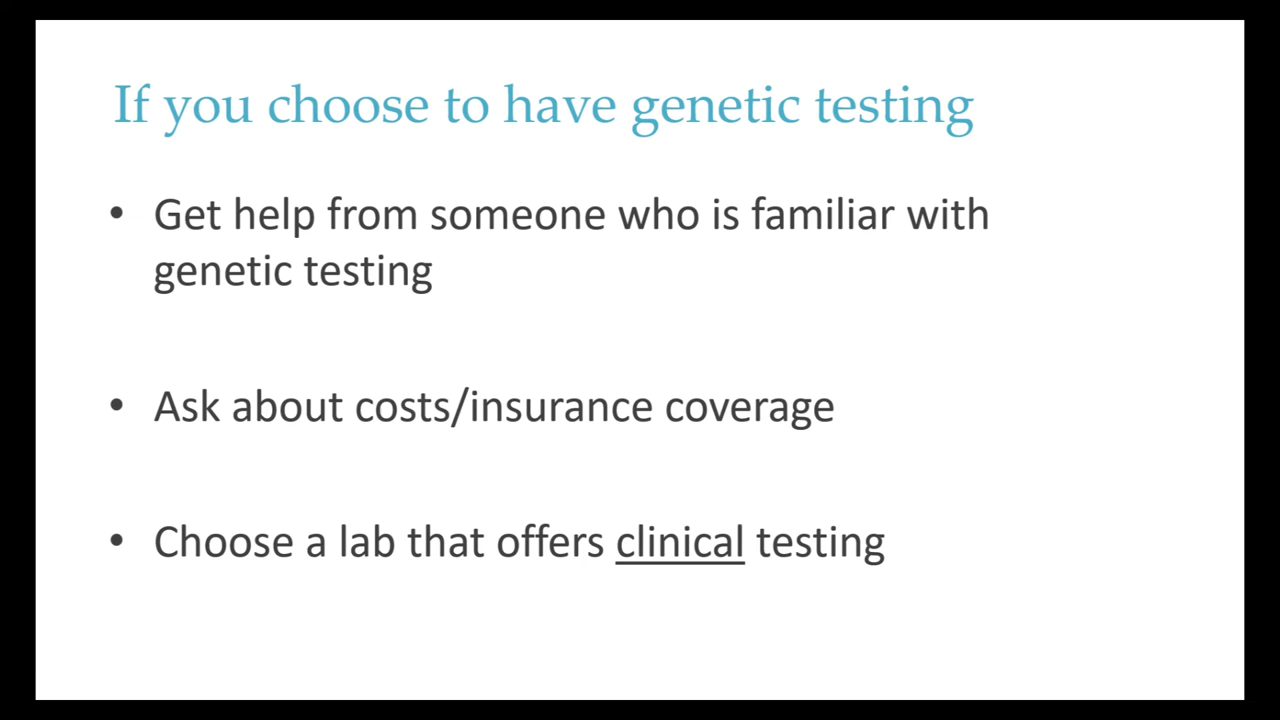 If you choose to have genetic testing
• Get help from someone who is familiar with
genetic testing
• Ask about costs/insurance coverage
• Choose a lab that offers clinical testing